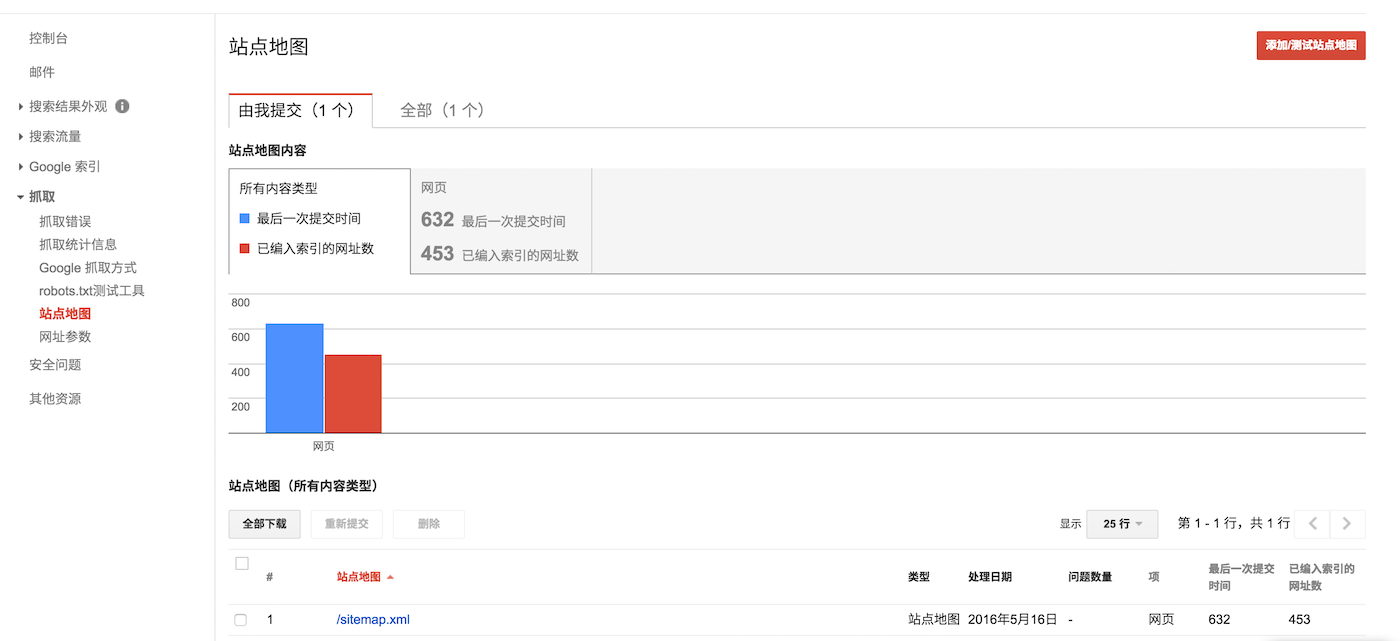 控制台
邮件
搜索结果外观
搜索流量
Google 索引
抓取
抓取错误
抓取统计信息
Google 抓取方式
robots.txt测试工具
站点地图
网址参数
安全问题
其他资源
站点地图
添加/测试站点地图
由我提交（1 个） 全部（1 个）
站点地图内容
所有内容类型
最后一次提交时间
已编入索引的网址数
网页
632 最后一次提交时间
453 已编入索引的网址数
800
600
400
200
网页
站点地图（所有内容类型）
全部下载 重新提交 删除 显示 25 行 第 1 - 1 行，共 1 行
# 站点地图 类型 处理日期 问题数量 项 最后一次提交 已编入索引的
时间 网址数
1 /sitemap.xml 站点地图 2016年5月16日 - 网页 632 453